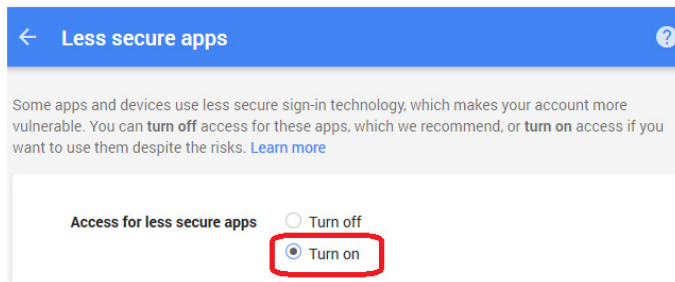 Less secure apps
Some apps and devices use less secure sign-in technology, which makes your account more
vulnerable. You can turn off access for these apps, which we recommend, or turn on access if you
want to use them despite the risks. Learn more
Access for less secure apps
Turn off
Turn on